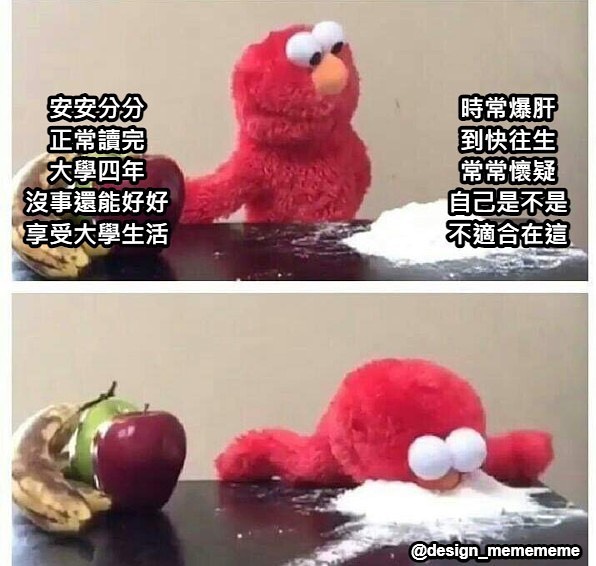 安安分分
正常讀完
大學四年
沒事還能好好
享受大學生活
時常爆肝
到快往生
常常懷疑
自己是不是
不適合在這
@design_memememe